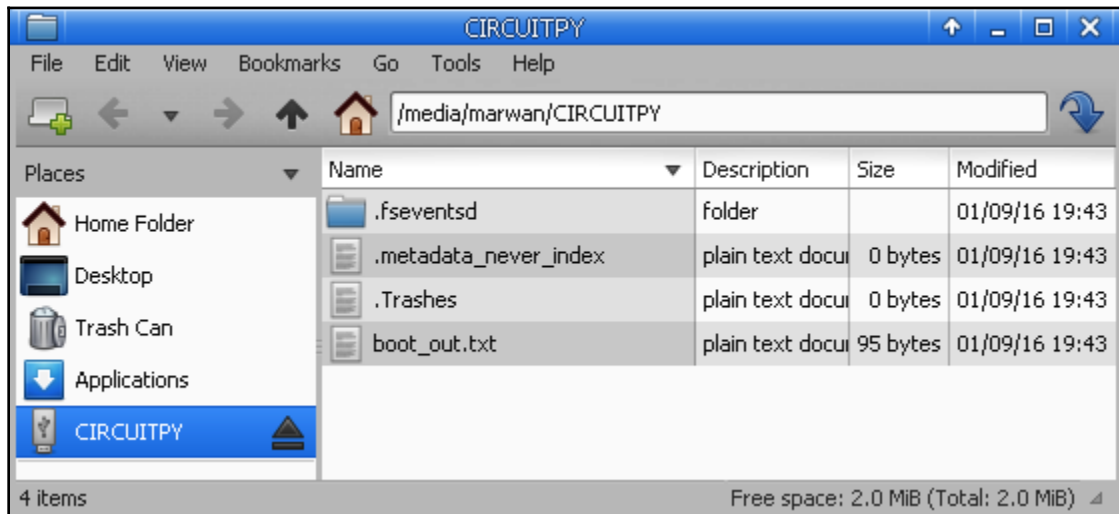 CIRCUITPY
File Edit View Bookmarks Go Tools Help
/media/marwan/CIRCUITPY
Places
Home Folder
Desktop
Trash Can
Applications
CIRCUITPY
Name Description Size Modified
.fseventsd folder 01/09/16 19:43
.metadata_never_index plain text docu 0 bytes 01/09/16 19:43
.Trashes plain text docu 0 bytes 01/09/16 19:43
boot_out.txt plain text docu 95 bytes 01/09/16 19:43
4 items Free space: 2.0 MiB (Total: 2.0 MiB)